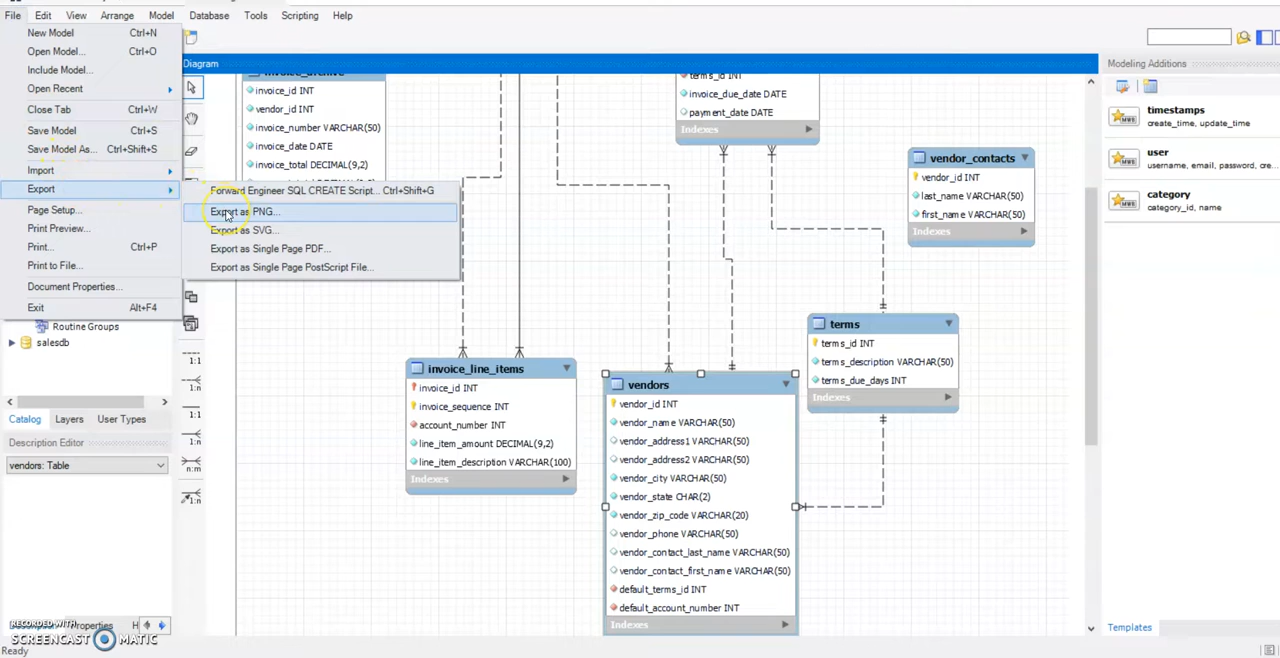 File Edit View Arrange Model Database Tools Scripting Help
New Model Ctrl+N
Open Model... Ctrl+O
Include Model...
Open Recent
Close Tab Ctrl+W
Save Model Ctrl+S
Save Model As... Ctrl+Shift+S
Import
Export
Page Setup...
Print Preview...
Print... Ctrl+P
Print to File...
Document Properties...
Exit Alt+F4
Forward Engineer SQL CREATE Script... Ctrl+Shift+G
Export as PNG...
Export as SVG...
Export as Single Page PDF...
Export as Single Page PostScript File...
Routine Groups
salesdb
Catalog Layers User Types
Description Editor
vendors: Table
Properties H
RECORDED WITH
SCREENCAST MATIC
Ready
1:1
1:n
1:1
1:n
n:m
1:n
Diagram
invoice_archive
invoice_id INT
vendor_id INT
invoice_number VARCHAR(50)
invoice_date DATE
invoice_total DECIMAL(9,2)
terms_id INT
invoice_due_date DATE
payment_date DATE
Indexes
vendor_contacts
vendor_id INT
last_name VARCHAR(50)
first_name VARCHAR(50)
Indexes
terms
terms_id INT
terms_description VARCHAR(50)
terms_due_days INT
Indexes
invoice_line_items
invoice_id INT
invoice_sequence INT
account_number INT
line_item_amount DECIMAL(9,2)
line_item_description VARCHAR(100)
Indexes
vendors
vendor_id INT
vendor_name VARCHAR(50)
vendor_address1 VARCHAR(50)
vendor_address2 VARCHAR(50)
vendor_city VARCHAR(50)
vendor_state CHAR(2)
vendor_zip_code VARCHAR(20)
vendor_phone VARCHAR(50)
vendor_contact_last_name VARCHAR(50)
vendor_contact_first_name VARCHAR(50)
default_terms_id INT
default_account_number INT
Indexes
Modeling Additions
timestamps
create_time, update_time
user
username, email, password, cre...
category
category_id, name
Templates